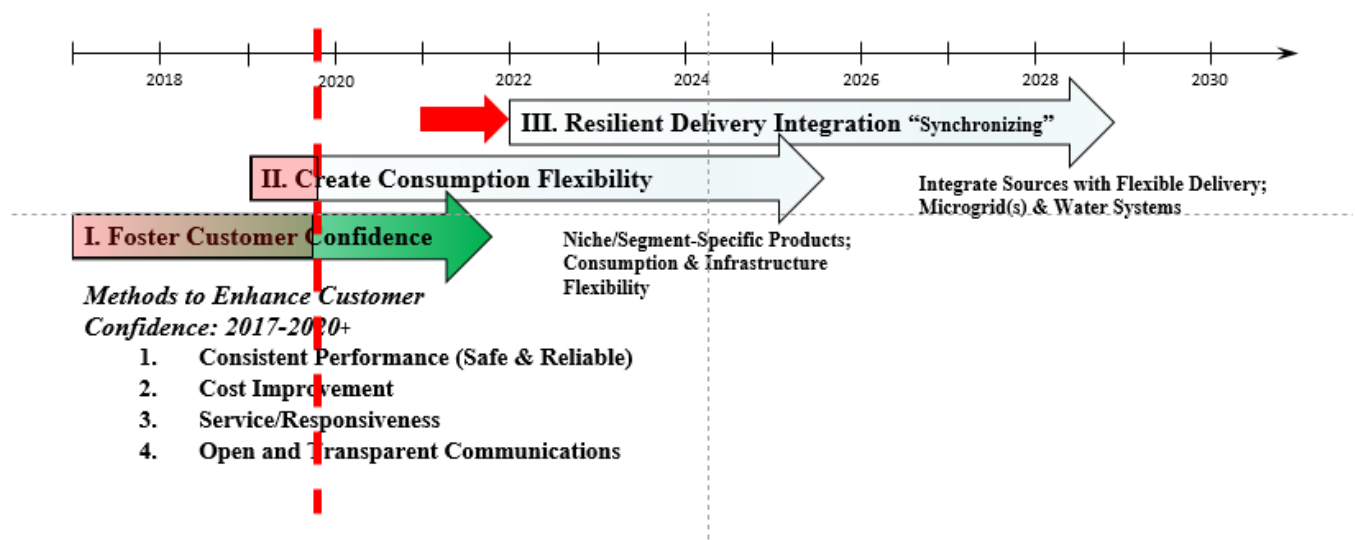 2018 2020 2022 2024 2026 2028 2030
III. Resilient Delivery Integration “Synchronizing”
II. Create Consumption Flexibility
Integrate Sources with Flexible Delivery;
Microgrid(s) & Water Systems
I. Foster Customer Confidence
Niche/Segment-Specific Products;
Consumption & Infrastructure
Flexibility
Methods to Enhance Customer
Confidence: 2017-2020+
1. Consistent Performance (Safe & Reliable)
2. Cost Improvement
3. Service/Responsiveness
4. Open and Transparent Communications